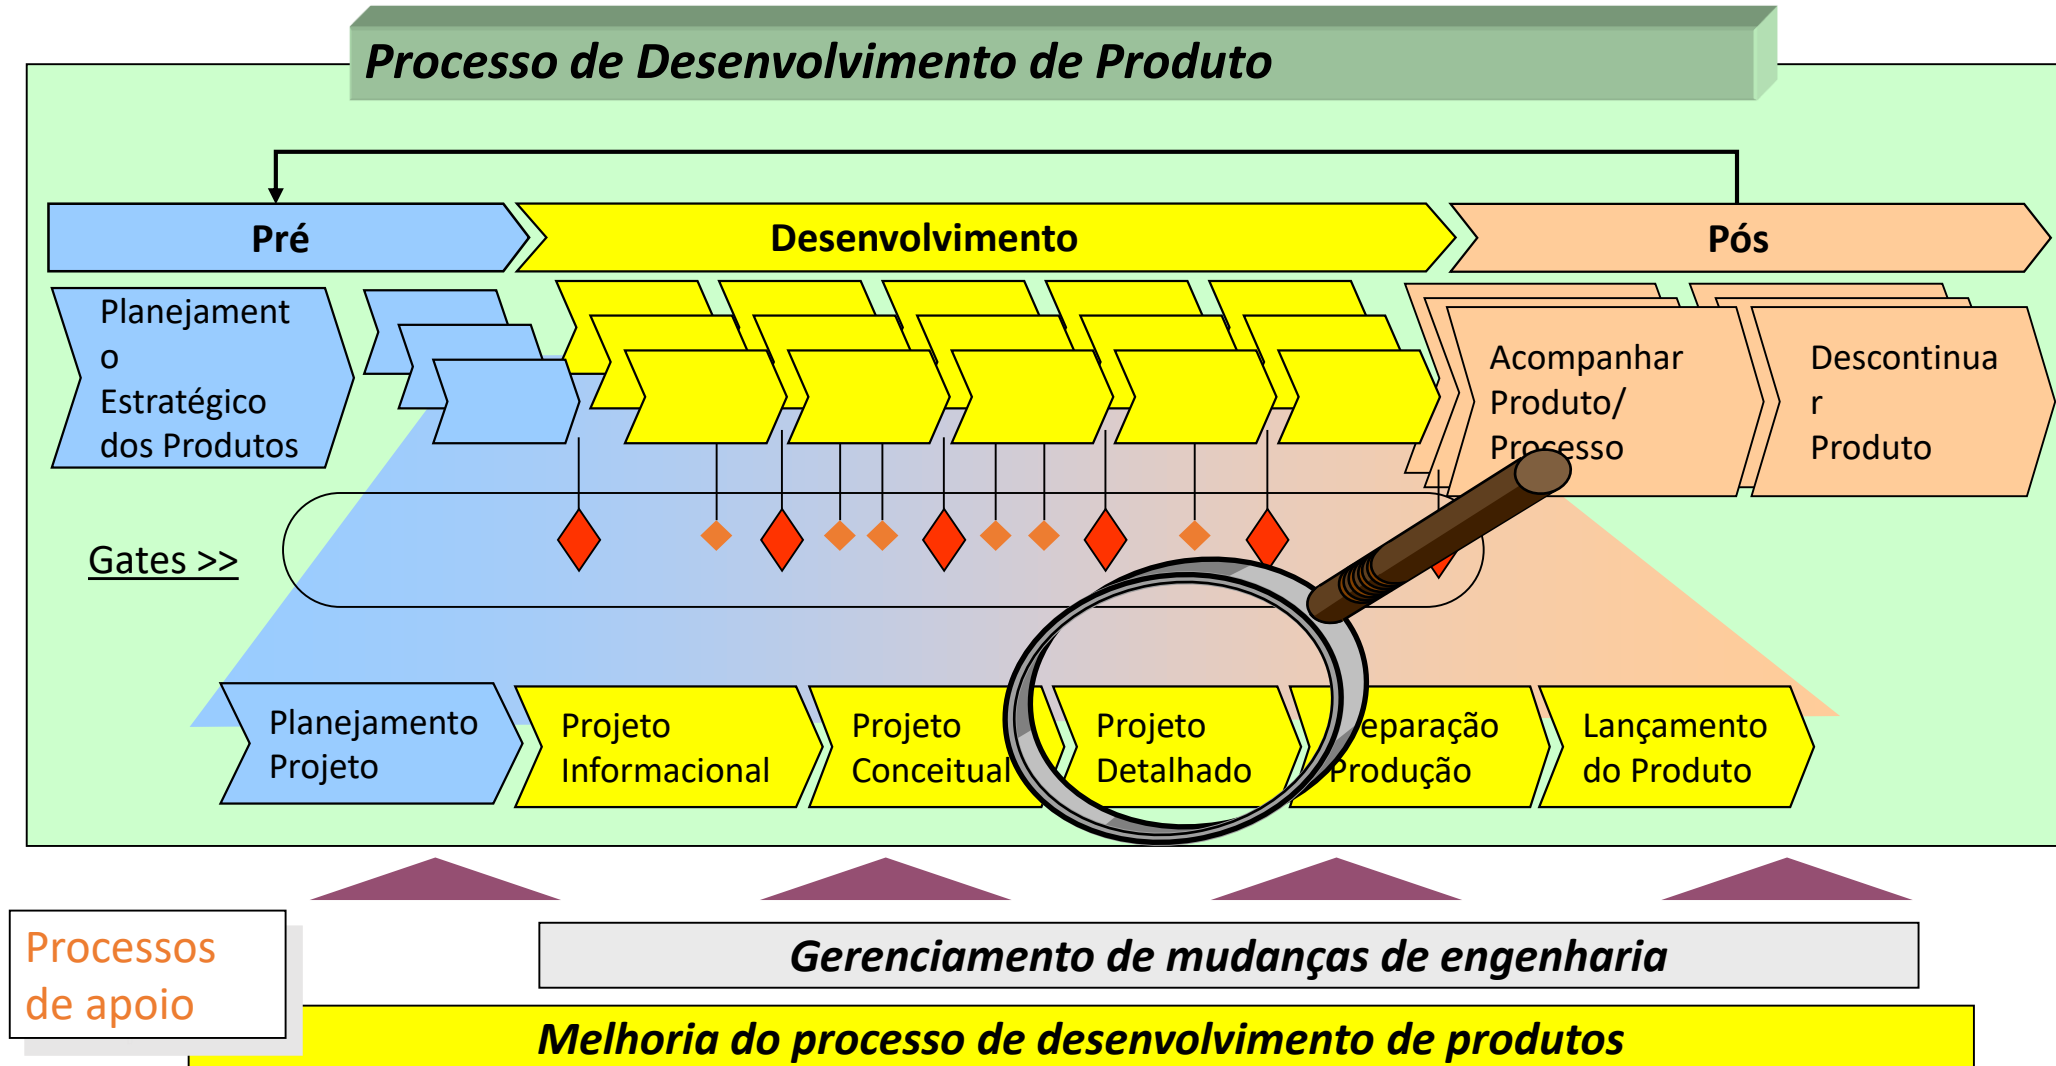 Processo de Desenvolvimento de Produto
Pré
Desenvolvimento
Pós
Planejament
o
Estratégico
dos Produtos
Acompanhar
Produto/
Processo
Descontinua
r
Produto
Gates >>
Planejamento
Projeto
Projeto
Informacional
Projeto
Conceitual
Projeto
Detalhado
eparação
Produção
Lançamento
do Produto
Processos
de apoio
Gerenciamento de mudanças de engenharia
Melhoria do processo de desenvolvimento de produtos